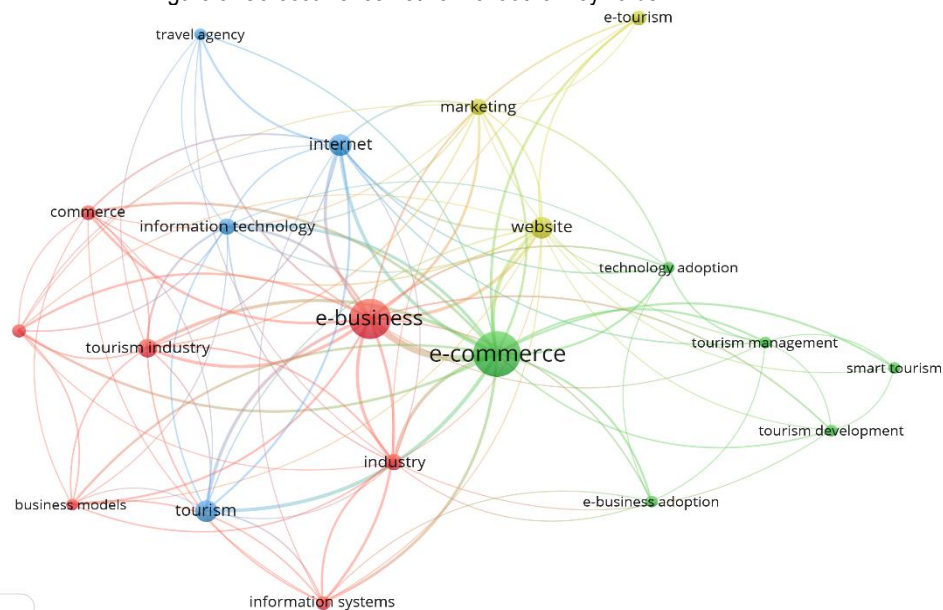 e-tourism
travel agency
marketing
internet
commerce
information technology
website
technology adoption
e-business
tourism industry
e-commerce
tourism management
smart tourism
tourism development
industry
business models
tourism
e-business adoption
information systems